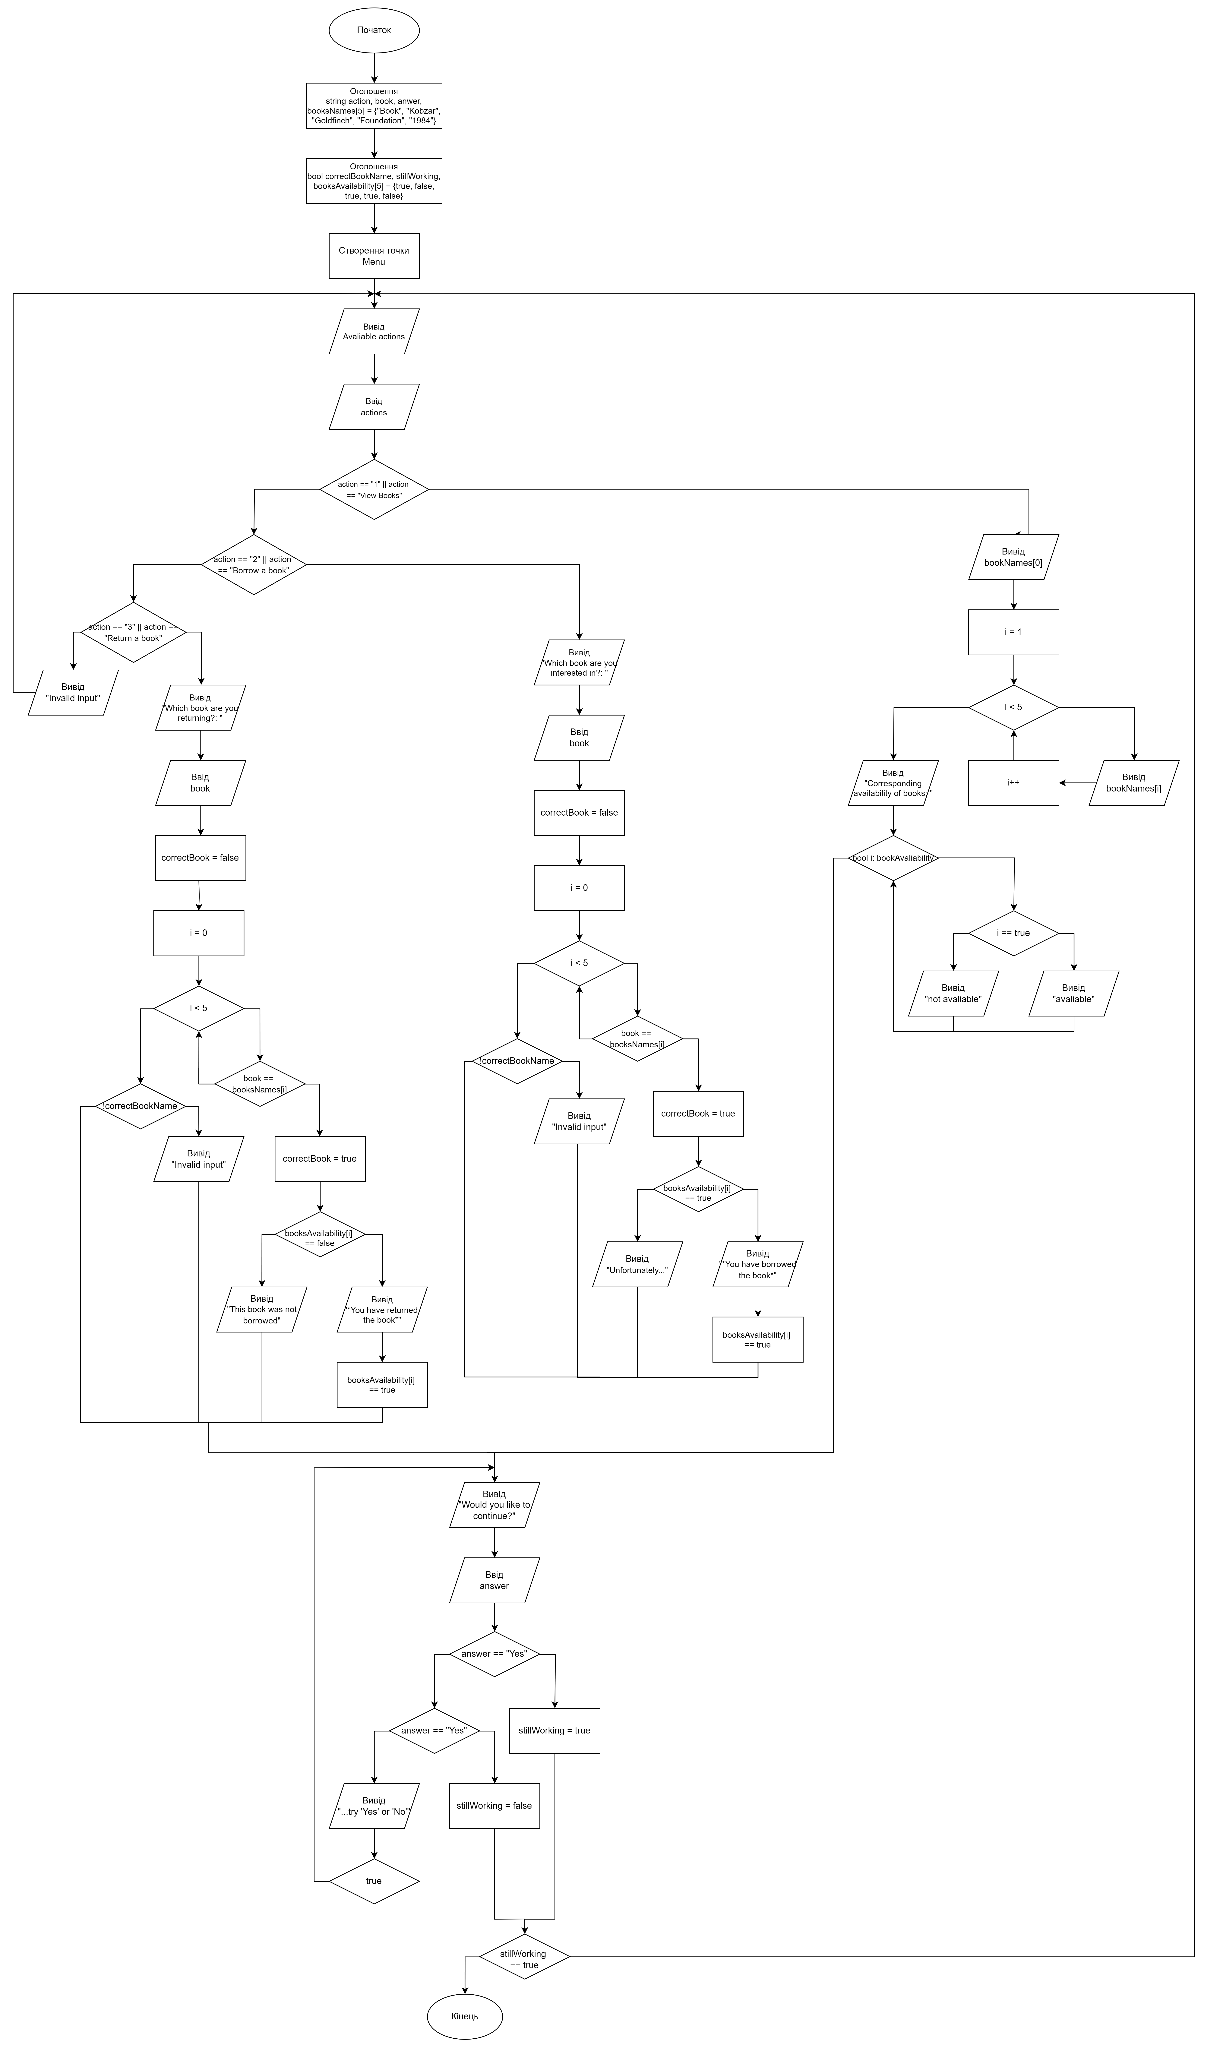 Початок
Оголошення
string action, book, anwer,
booksNames[5] = {"Book", "Kobzar",
"Goldfinch", "Foundation", "1984"}
Оголошення
bool correctBookName, stillWorking,
booksAvailability[5] = {true, false,
true, true, false}
Створення точки
Menu
Вивід
Available actions
Ввід
actions
action == "1" || action
== "View Books"
action == "2" || action
== "Borrow a book"
Вивід
bookNames[0]
action == "3" || action ==
"Return a book"
i = 1
Вивід
"Which book are you
interested in?: "
Вивід
"Invalid input"
Вивід
"Which book are you
returning?: "
i < 5
Ввід
book
Ввід
book
Вивід
"Corresponding
availability of books: "
i++
Вивід
bookNames[i]
correctBook = false
correctBook = false
bool i: bookAvaliability
i = 0
i = 0
i == true
i < 5
Вивід
"not available"
Вивід
"available"
i < 5
book ==
booksNames[i]
!correctBookName
book ==
booksNames[i]
!correctBookName
Вивід
"Invalid input"
correctBook = true
Вивід
"Invalid input"
correctBook = true
booksAvailability[i]
== true
booksAvailability[i]
== false
Вивід
"Unfortunately..."
Вивід
"You have borrowed
the book"
Вивід
"This book was not
borrowed"
Вивід
"You have returned
the book"
booksAvailability[i]
== true
booksAvailability[i]
== true
Вивід
"Would you like to
continue?"
Ввід
answer
answer == "Yes"
answer == "Yes"
stillWorking = true
Вивід
"...try 'Yes' or 'No'"
stillWorking = false
true
stillWorking
== true
Кінець